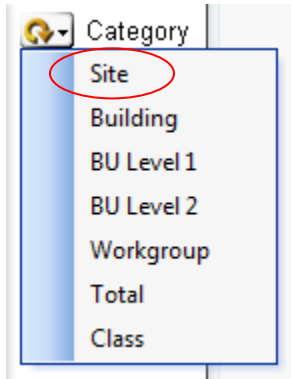 Category
Site
Building
BU Level 1
BU Level 2
Workgroup
Total
Class